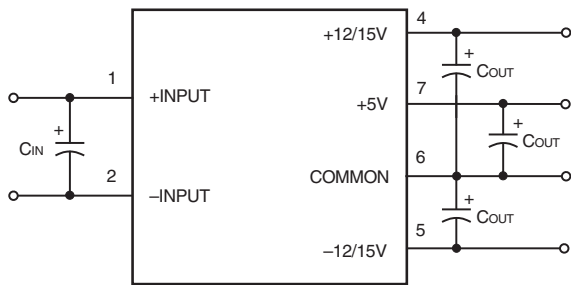 +12/15V
4
+
COUT
1
+INPUT
7
+5V
+
CIN
+
COUT
2
–INPUT
6
COMMON
+
COUT
5
–12/15V